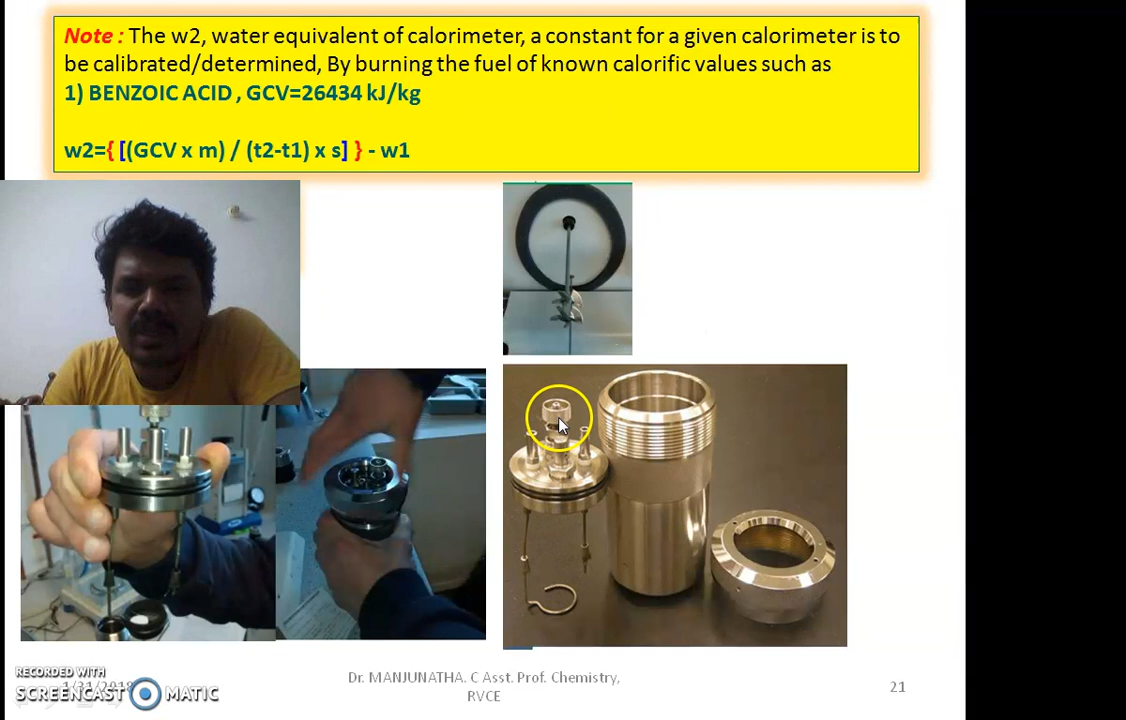 Note : The w2, water equivalent of calorimeter, a constant for a given calorimeter is to
be calibrated/determined, By burning the fuel of known calorific values such as
1) BENZOIC ACID , GCV=26434 kJ/kg
w2={ [(GCV x m) / (t2-t1) x s] } - w1
RECORDED WITH
SCREENCAST MATIC
Dr. MANJUNATHA. C Asst. Prof. Chemistry,
RVCE
21